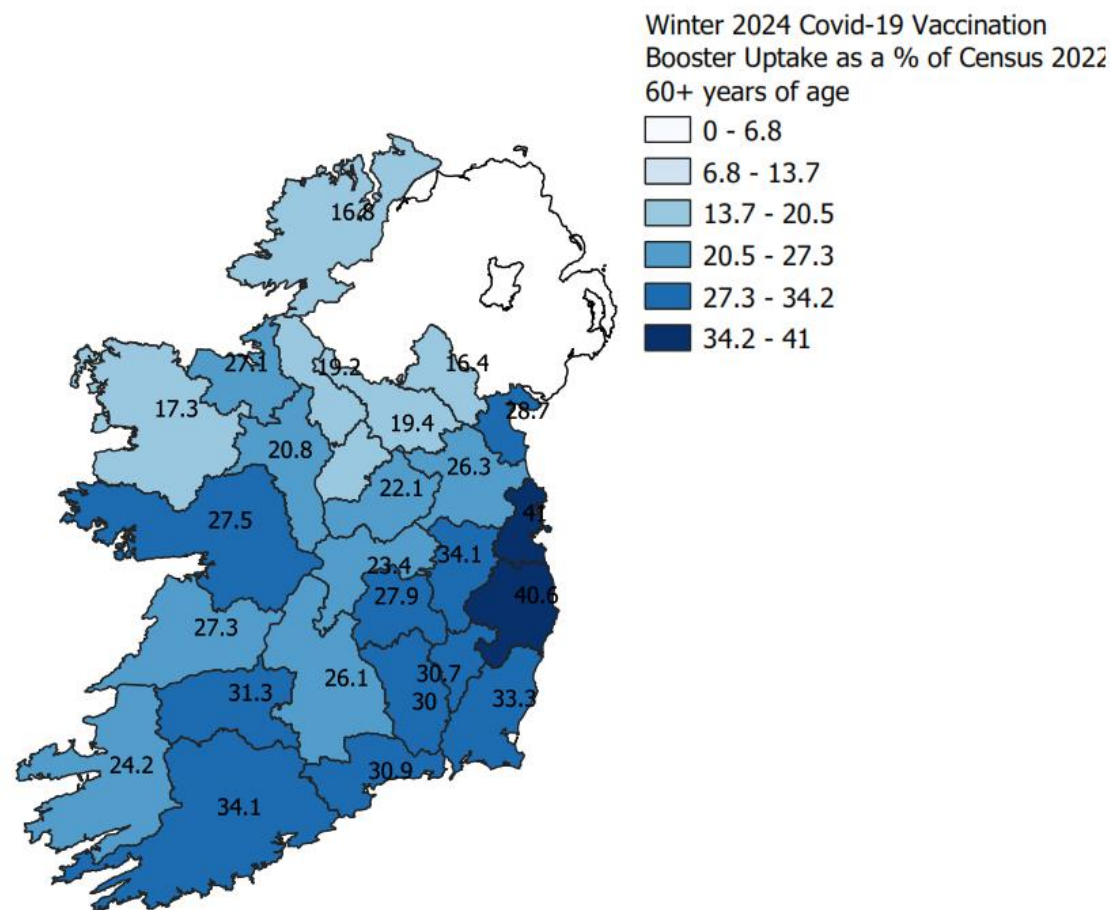 Winter 2024 Covid-19 Vaccination
Booster Uptake as a % of Census 2022
60+ years of age
0 - 6.8
6.8 - 13.7
13.7 - 20.5
20.5 - 27.3
27.3 - 34.2
34.2 - 41
16.8
27.1
19.2
16.4
17.3
19.4
28.7
20.8
26.3
22.1
27.5
41
23.4
34.1
27.9
40.6
27.3
26.1
30.7
31.3
30
33.3
24.2
30.9
34.1